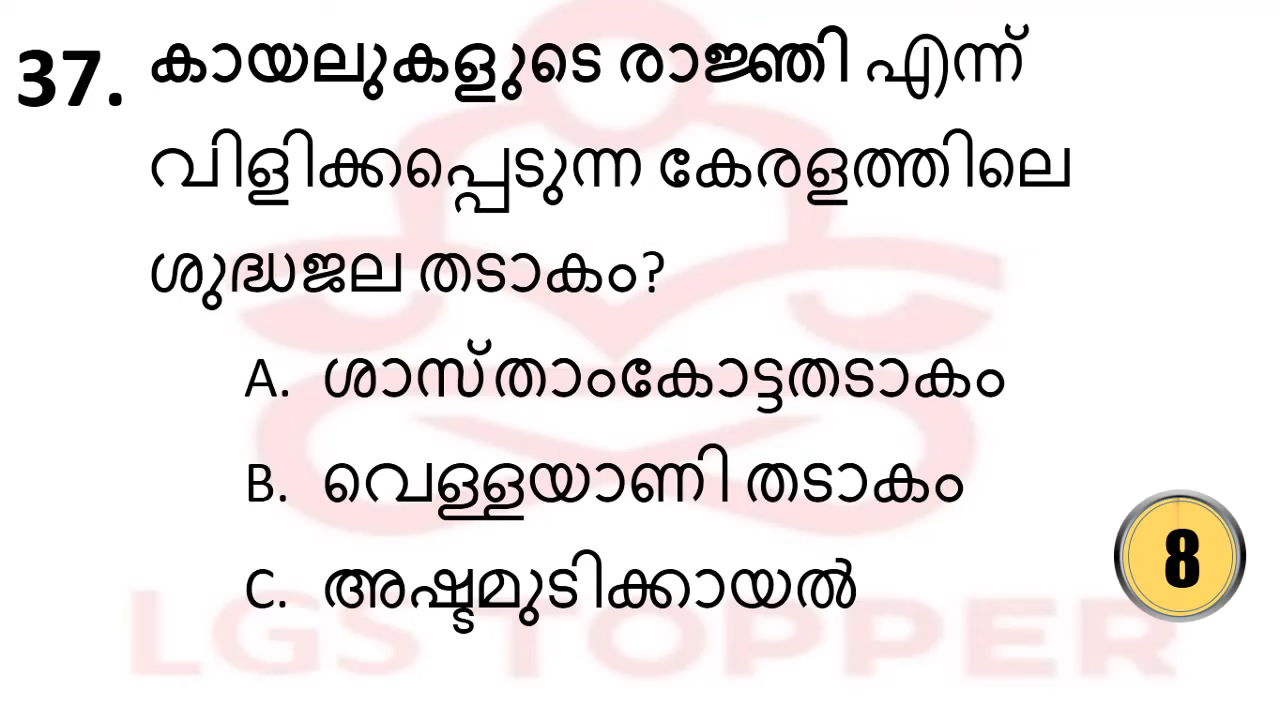 37. കായലുകളുടെ രാജ്ഞി എന്ന്
വിളിക്കപ്പെടുന്ന കേരളത്തിലെ
ശുദ്ധജല തടാകം?
A. ശാസ്താംകോട്ടതടാകം
B. വെള്ളയാണി തടാകം
C. അഷ്ടമുടിക്കായൽ
8
LGS TOPPER